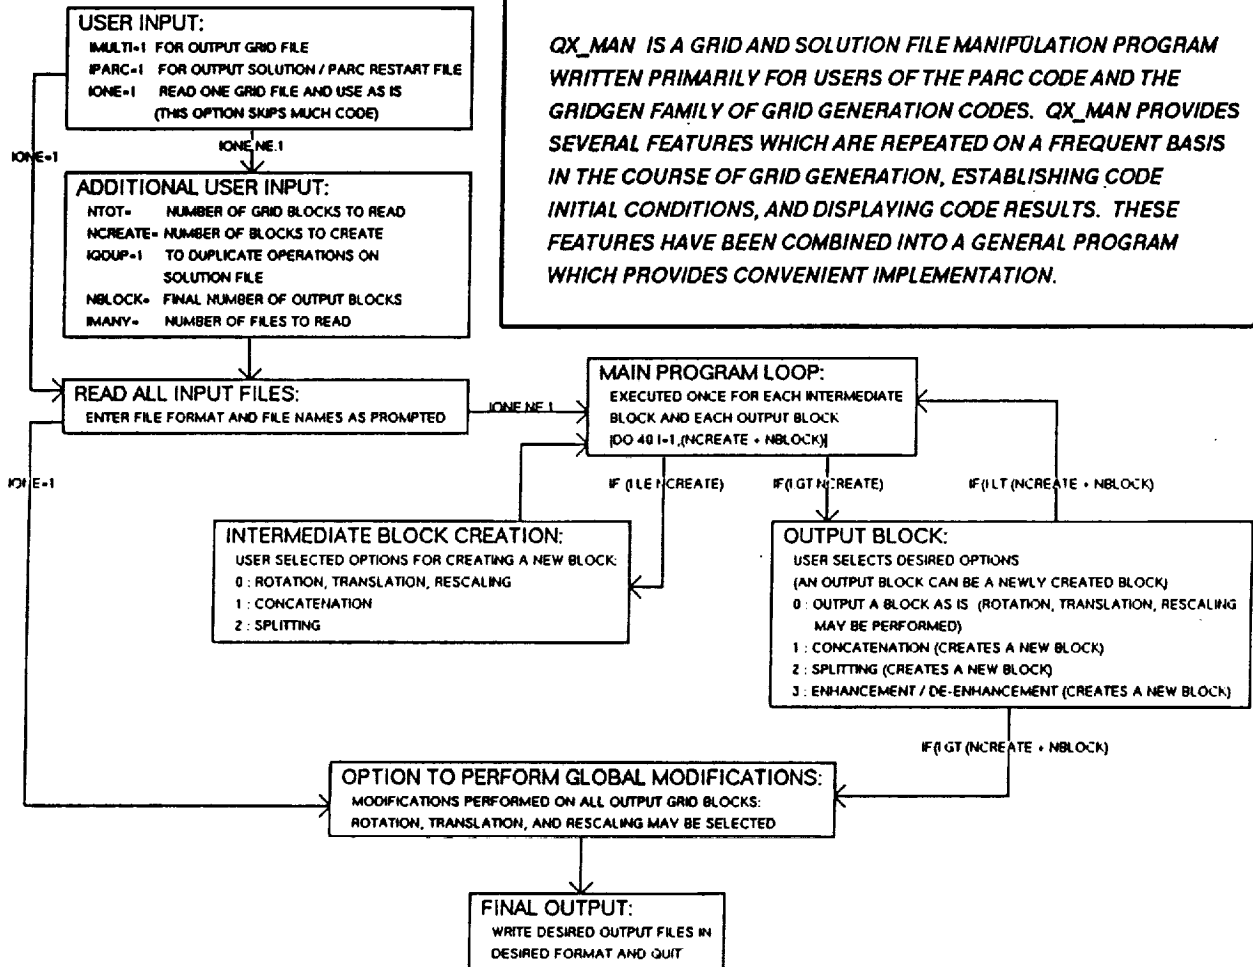 USER INPUT:
IMULTI=1 FOR OUTPUT GRID FILE
IPARC=1 FOR OUTPUT SOLUTION / PARC RESTART FILE
IONE=1 READ ONE GRID FILE AND USE AS IS
(THIS OPTION SKIPS MUCH CODE)
QX_MAN IS A GRID AND SOLUTION FILE MANIPULATION PROGRAM
WRITTEN PRIMARILY FOR USERS OF THE PARC CODE AND THE
GRIDGEN FAMILY OF GRID GENERATION CODES. QX_MAN PROVIDES
SEVERAL FEATURES WHICH ARE REPEATED ON A FREQUENT BASIS
IN THE COURSE OF GRID GENERATION, ESTABLISHING CODE
INITIAL CONDITIONS, AND DISPLAYING CODE RESULTS. THESE
FEATURES HAVE BEEN COMBINED INTO A GENERAL PROGRAM
WHICH PROVIDES CONVENIENT IMPLEMENTATION.
IONE=1
IONE.NE.1
ADDITIONAL USER INPUT:
NTOT= NUMBER OF GRID BLOCKS TO READ
NCREATE= NUMBER OF BLOCKS TO CREATE
IQDUP=1 TO DUPLICATE OPERATIONS ON
SOLUTION FILE
NBLOCK= FINAL NUMBER OF OUTPUT BLOCKS
IMANY= NUMBER OF FILES TO READ
READ ALL INPUT FILES:
ENTER FILE FORMAT AND FILE NAMES AS PROMPTED
IONE.NE.1
MAIN PROGRAM LOOP:
EXECUTED ONCE FOR EACH INTERMEDIATE
BLOCK AND EACH OUTPUT BLOCK
[DO 40 I=1,(NCREATE + NBLOCK)]
IONE=1
IF (I LE NCREATE)
IF(I GT NCREATE)
IF(I LT (NCREATE + NBLOCK)
INTERMEDIATE BLOCK CREATION:
USER SELECTED OPTIONS FOR CREATING A NEW BLOCK:
0 : ROTATION, TRANSLATION, RESCALING
1 : CONCATENATION
2 : SPLITTING
OUTPUT BLOCK:
USER SELECTS DESIRED OPTIONS
(AN OUTPUT BLOCK CAN BE A NEWLY CREATED BLOCK)
0 : OUTPUT A BLOCK AS IS (ROTATION, TRANSLATION, RESCALING
MAY BE PERFORMED)
1 : CONCATENATION (CREATES A NEW BLOCK)
2 : SPLITTING (CREATES A NEW BLOCK)
3 : ENHANCEMENT / DE-ENHANCEMENT (CREATES A NEW BLOCK)
IF(I GT (NCREATE + NBLOCK)
OPTION TO PERFORM GLOBAL MODIFICATIONS:
MODIFICATIONS PERFORMED ON ALL OUTPUT GRID BLOCKS:
ROTATION, TRANSLATION, AND RESCALING MAY BE SELECTED
FINAL OUTPUT:
WRITE DESIRED OUTPUT FILES IN
DESIRED FORMAT AND QUIT